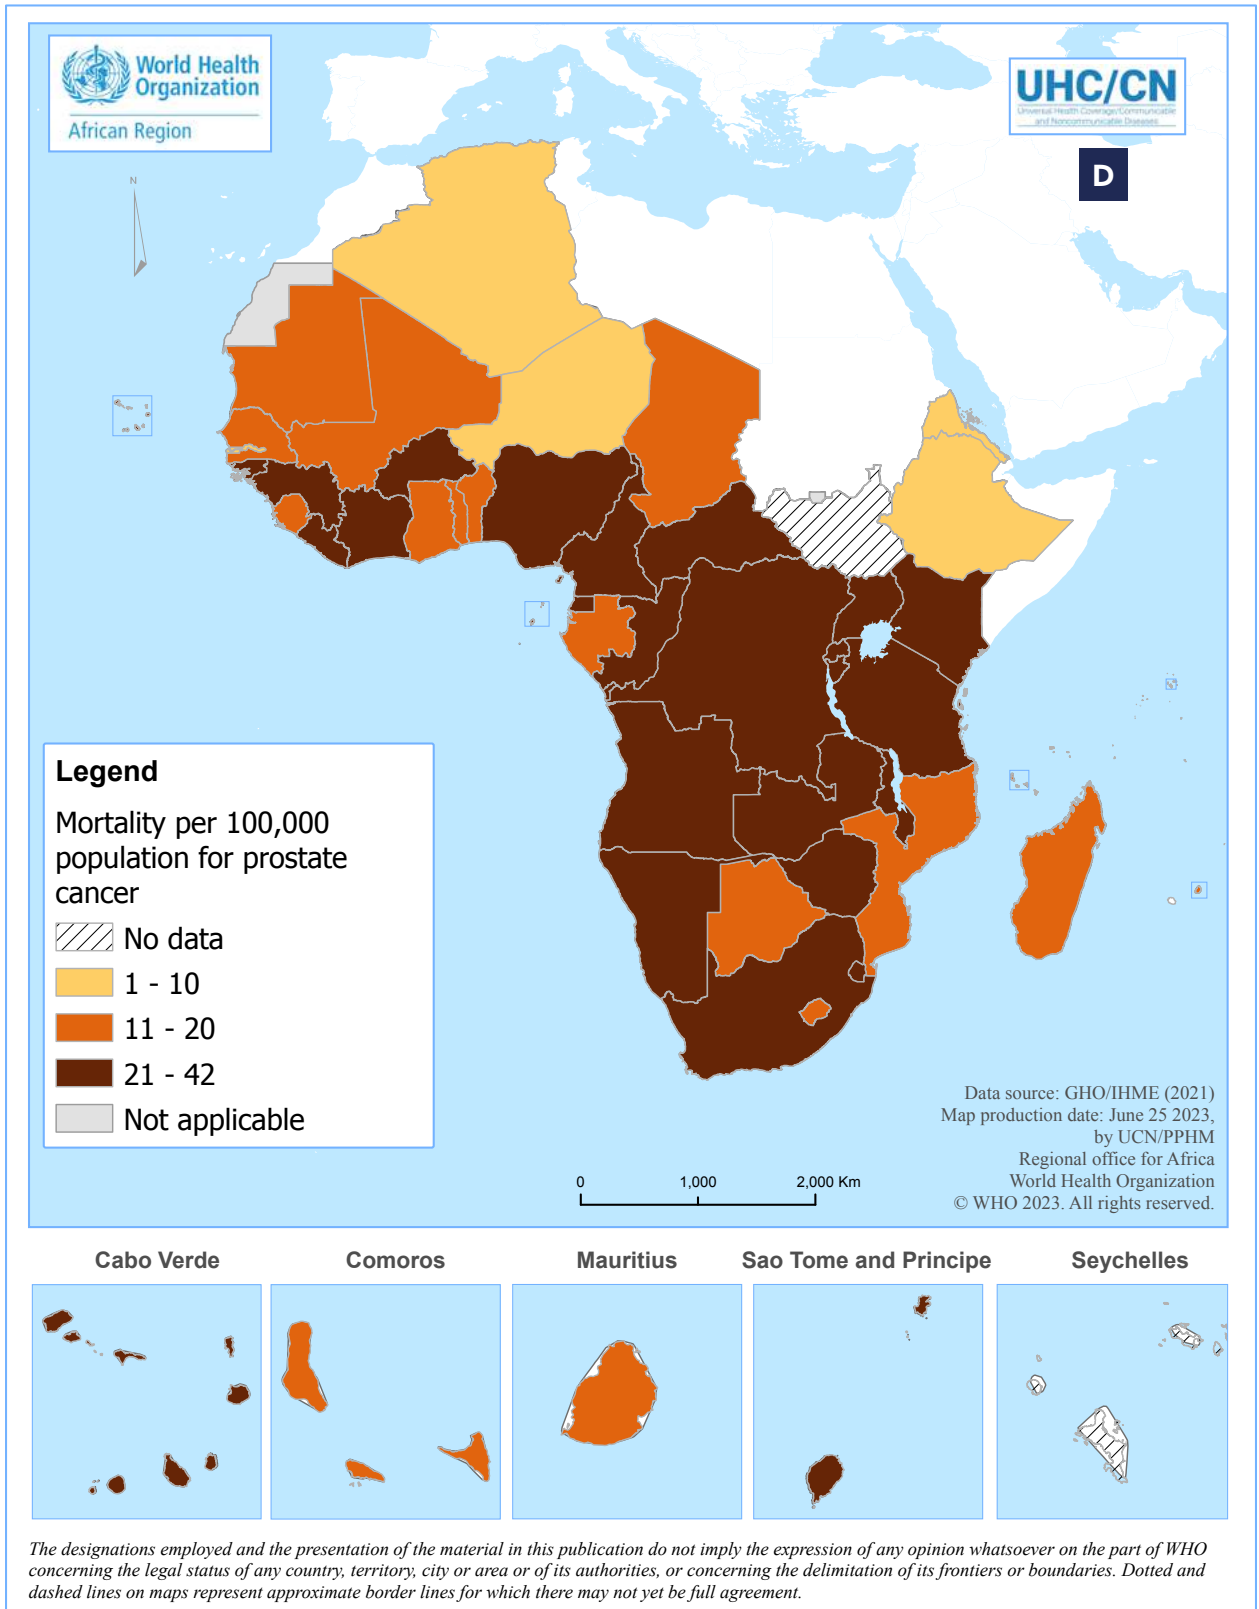 World Health
Organization
African Region
UHC/CN
Universal Health Coverage/Communicable
and Noncommunicable Diseases
D
N
Legend
Mortality per 100,000
population for prostate
cancer
No data
1 - 10
11 - 20
21 - 42
Not applicable
Data source: GHO/IHME (2021)
Map production date: June 25 2023,
by UCN/PPHM
Regional office for Africa
World Health Organization
© WHO 2023. All rights reserved.
0 1,000 2,000 Km
Cabo Verde
Comoros
Mauritius
Sao Tome and Principe
Seychelles
The designations employed and the presentation of the material in this publication do not imply the expression of any opinion whatsoever on the part of WHO
concerning the legal status of any country, territory, city or area or of its authorities, or concerning the delimitation of its frontiers or boundaries. Dotted and
dashed lines on maps represent approximate border lines for which there may not yet be full agreement.